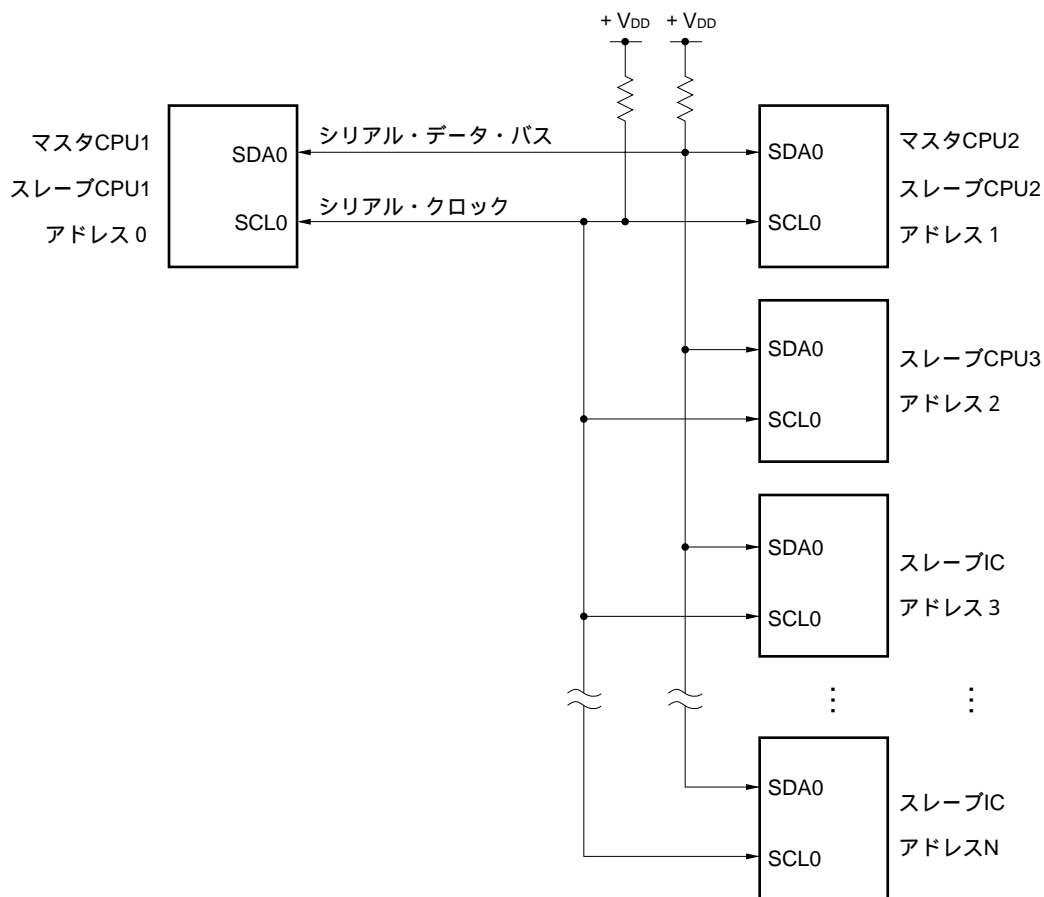 + VDD
+ VDD
マスタCPU1
スレーブCPU1
アドレス 0
SDA0
SCL0
シリアル・データ・バス
シリアル・クロック
SDA0
SCL0
マスタCPU2
スレーブCPU2
アドレス 1
SDA0
SCL0
スレーブCPU3
アドレス 2
SDA0
SCL0
スレーブIC
アドレス 3
SDA0
SCL0
スレーブIC
アドレスN